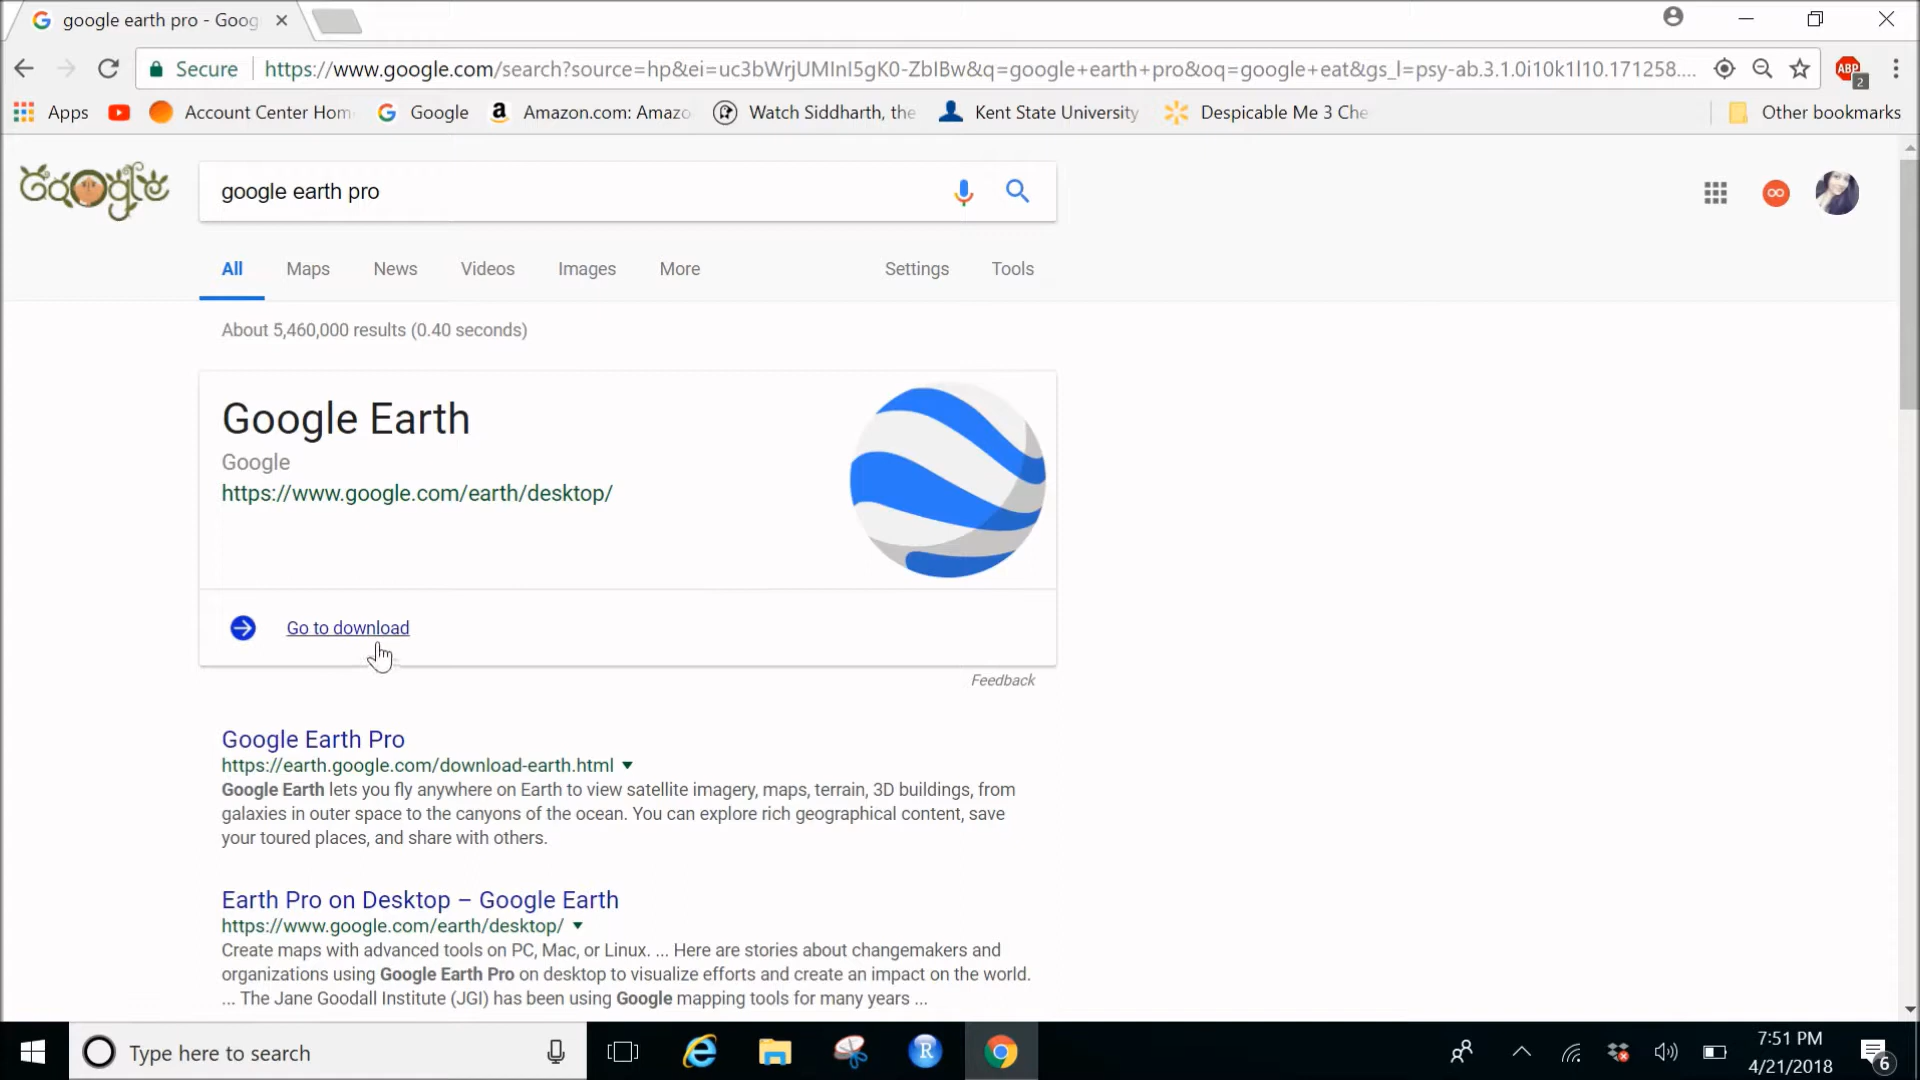 google earth pro - Goog
Secure https://www.google.com/search?source=hp&ei=uc3bWrjUMInI5gK0-ZbIBw&q=google+earth+pro&oq=google+eat&gs_l=psy-ab.3.1.0i10k1l10.171258....
ABP
2
Apps Account Center Hom Google Amazon.com: Amazo Watch Siddharth, the Kent State University Despicable Me 3 Che Other bookmarks
Google
google earth pro
All Maps News Videos Images More Settings Tools
About 5,460,000 results (0.40 seconds)
Google Earth
Google
https://www.google.com/earth/desktop/
Go to download
Feedback
Google Earth Pro
https://earth.google.com/download-earth.html
Google Earth lets you fly anywhere on Earth to view satellite imagery, maps, terrain, 3D buildings, from
galaxies in outer space to the canyons of the ocean. You can explore rich geographical content, save
your toured places, and share with others.
Earth Pro on Desktop – Google Earth
https://www.google.com/earth/desktop/
Create maps with advanced tools on PC, Mac, or Linux. ... Here are stories about changemakers and
organizations using Google Earth Pro on desktop to visualize efforts and create an impact on the world.
... The Jane Goodall Institute (JGI) has been using Google mapping tools for many years ...
Type here to search
R
7:51 PM
4/21/2018
6